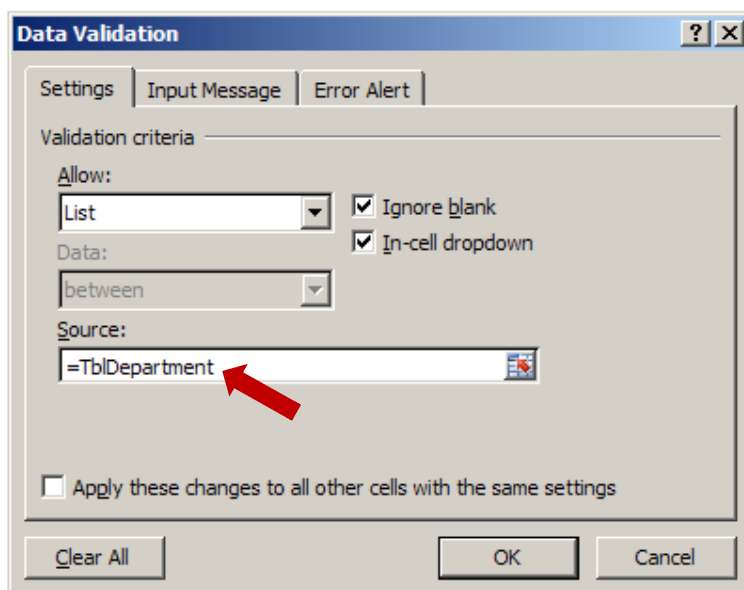 Data Validation
Settings Input Message Error Alert
Validation criteria
Allow:
List
Ignore blank
In-cell dropdown
Data:
between
Source:
=TblDepartment
Apply these changes to all other cells with the same settings
Clear All OK Cancel